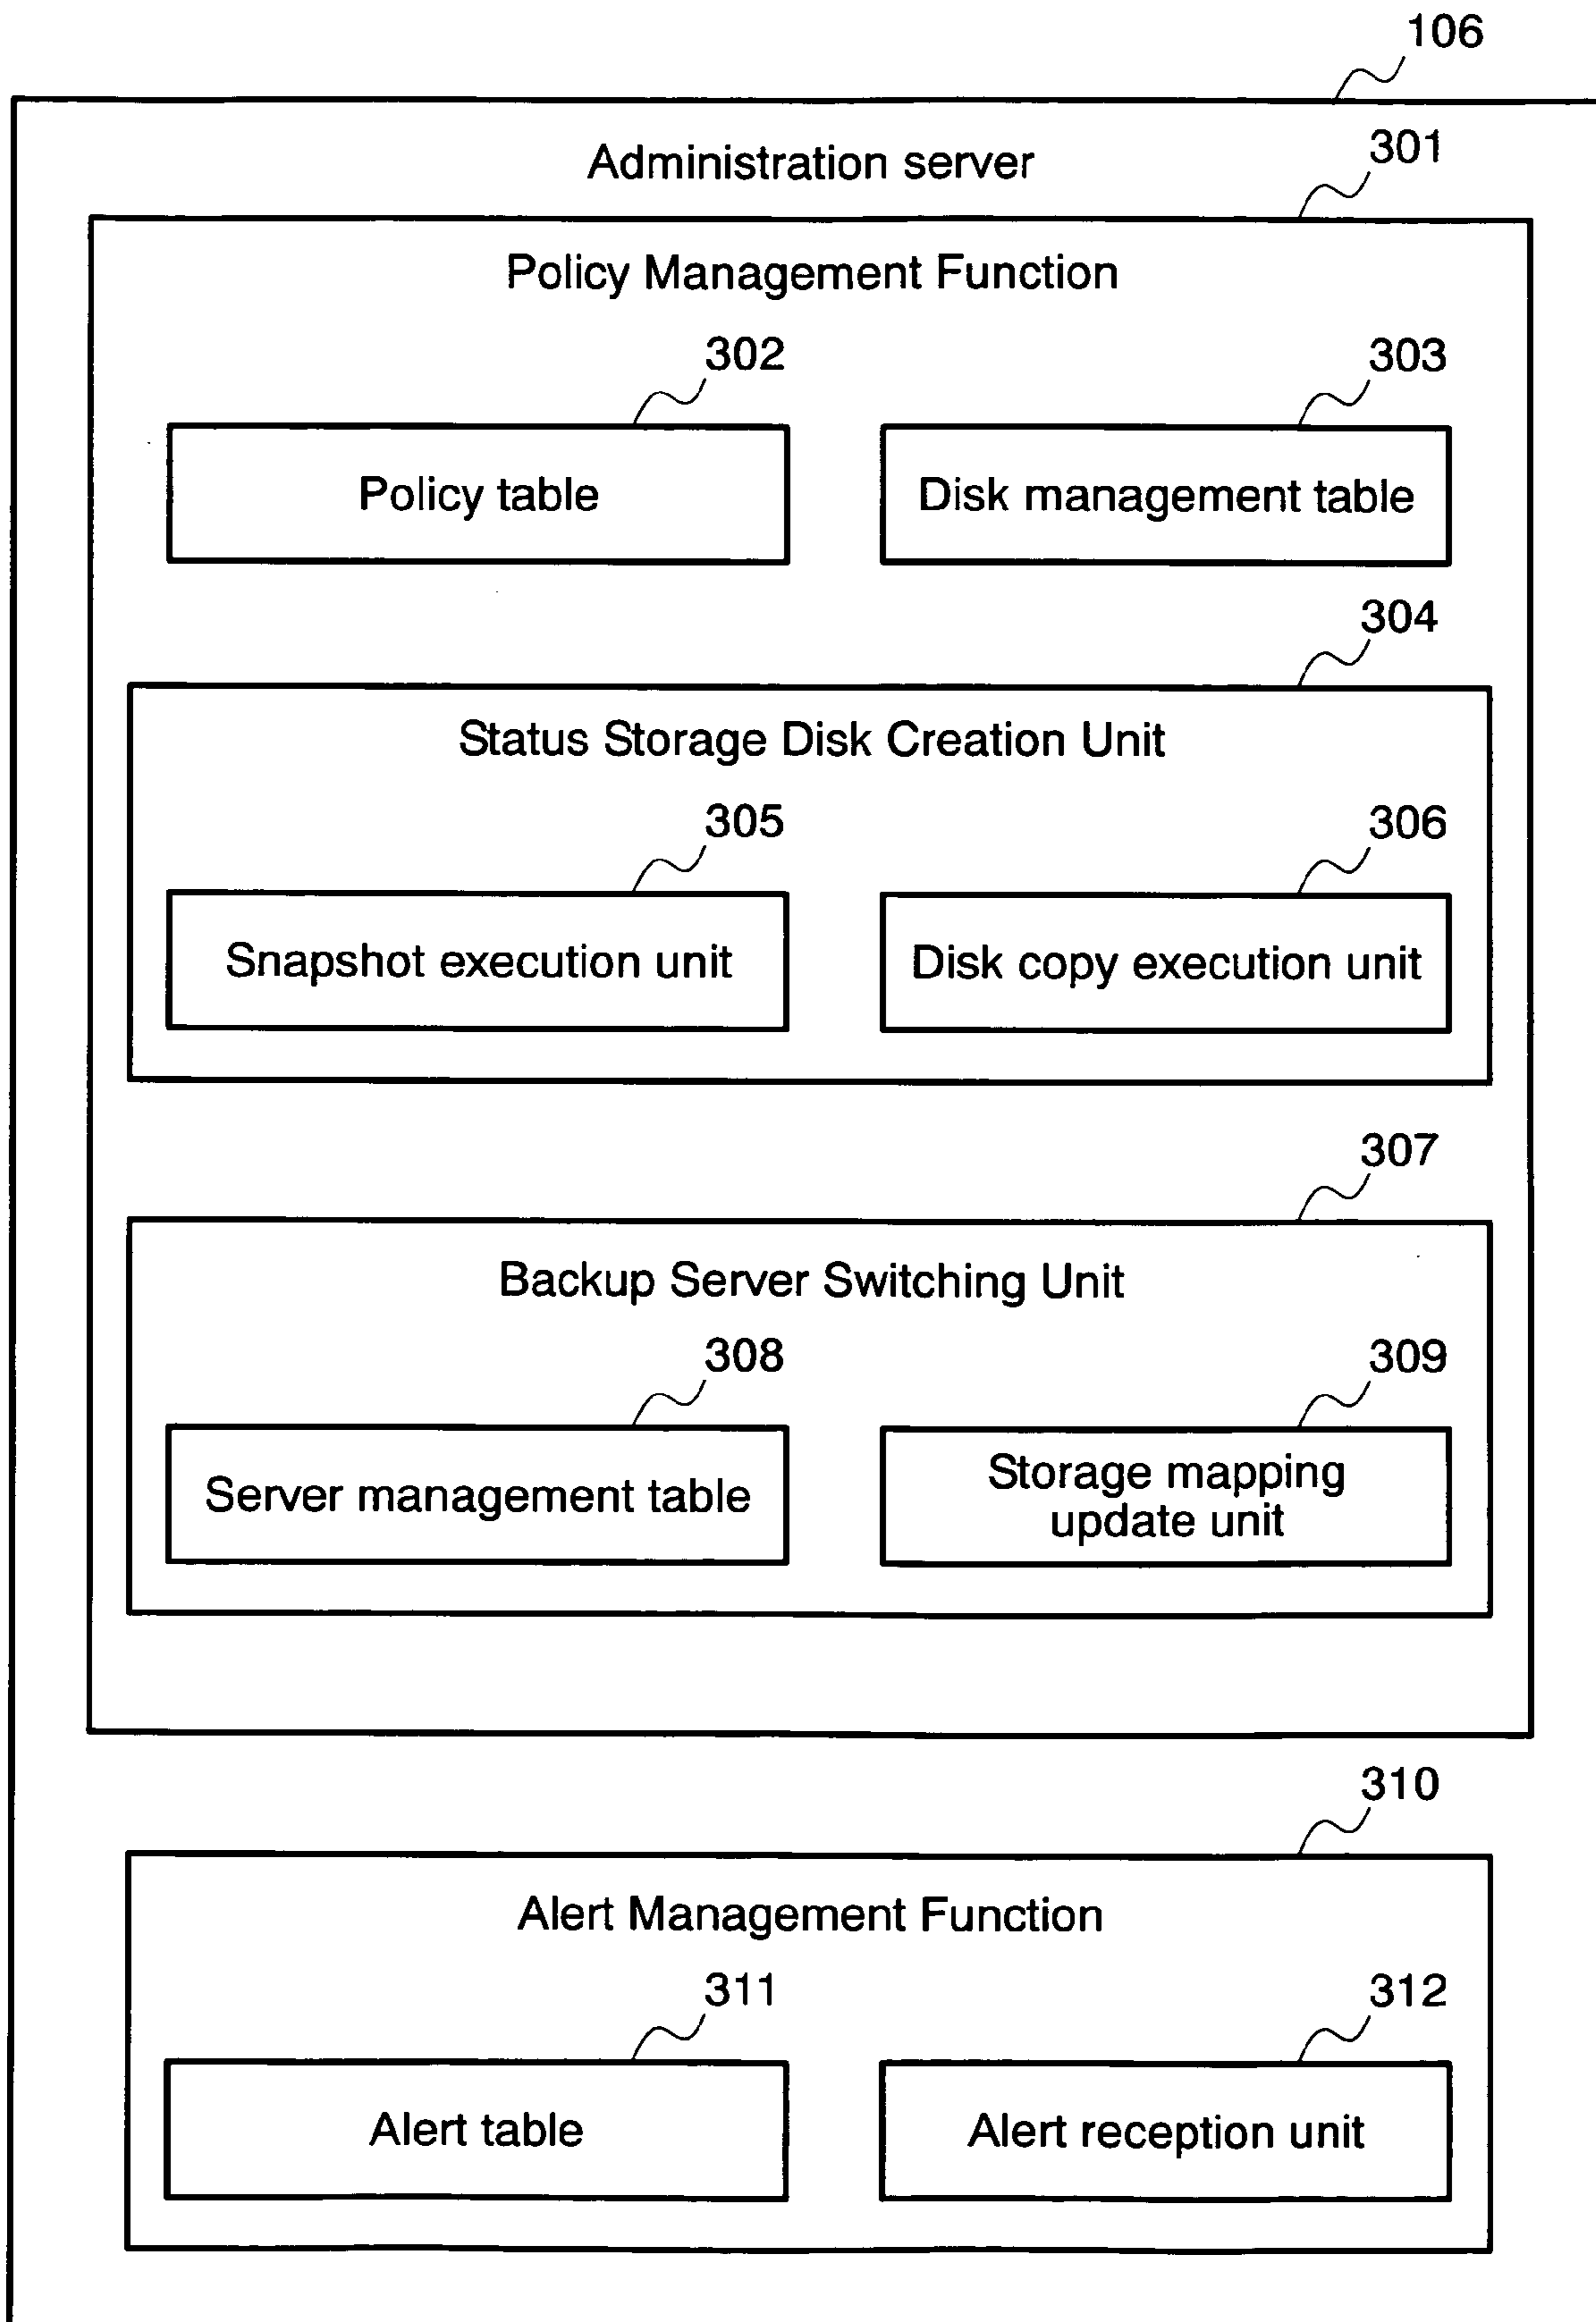 106
Administration server
301
Policy Management Function
302
303
Policy table
Disk management table
304
Status Storage Disk Creation Unit
305
306
Snapshot execution unit
Disk copy execution unit
307
Backup Server Switching Unit
308
309
Server management table
Storage mapping
update unit
310
Alert Management Function
311
312
Alert table
Alert reception unit